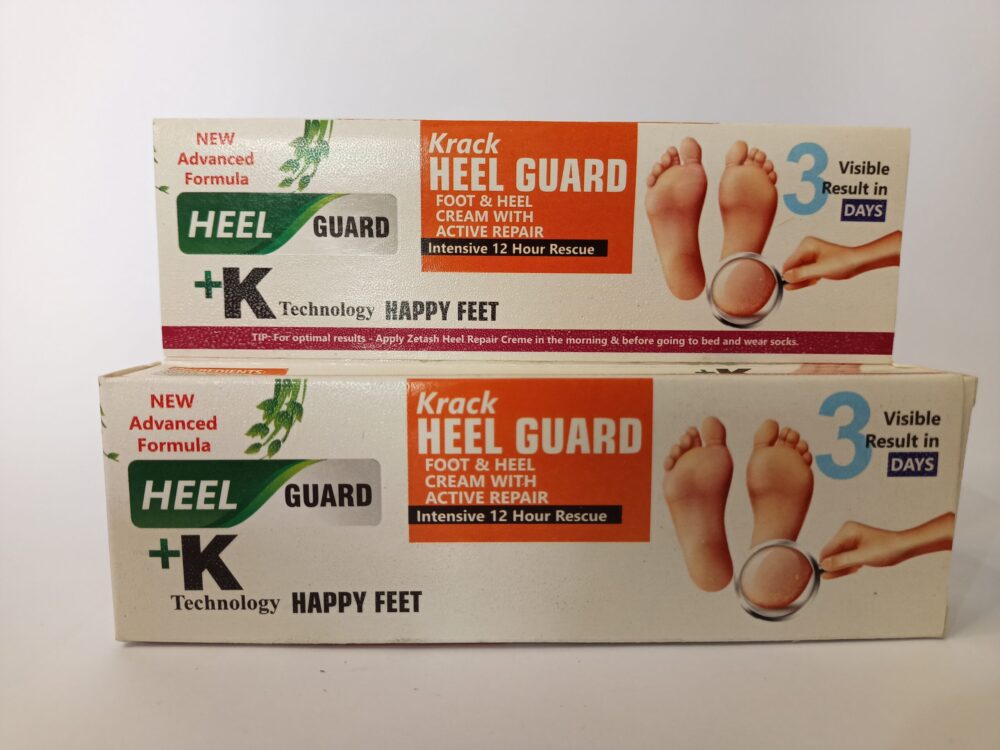 NEW
Advanced
Formula
HEEL GUARD
+K Technology HAPPY FEET
Krack
HEEL GUARD
FOOT & HEEL
CREAM WITH
ACTIVE REPAIR
Intensive 12 Hour Rescue
3 Visible
Result in
DAYS
TIP: For optimal results - Apply Zetash Heel Repair Creme in the morning & before going to bed and wear socks.
NEW
Advanced
Formula
HEEL GUARD
+K
Technology HAPPY FEET
Krack
HEEL GUARD
FOOT & HEEL
CREAM WITH
ACTIVE REPAIR
Intensive 12 Hour Rescue
3 Visible
Result in
DAYS